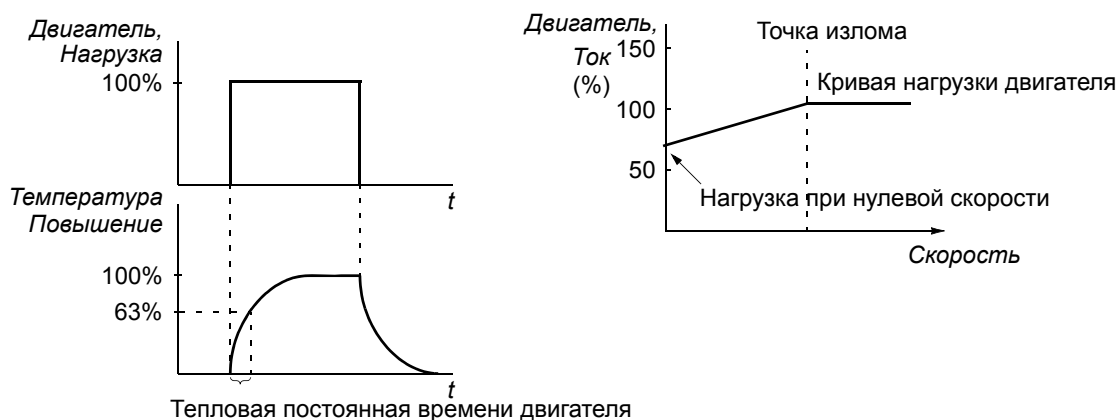 Двигатель,
Нагрузка
100%
t
Температура
Повышение
100%
63%
t
Тепловая постоянная времени двигателя
Двигатель,
Ток
(%)
150
100
50
Точка излома
Кривая нагрузки двигателя
Нагрузка при нулевой скорости
Скорость